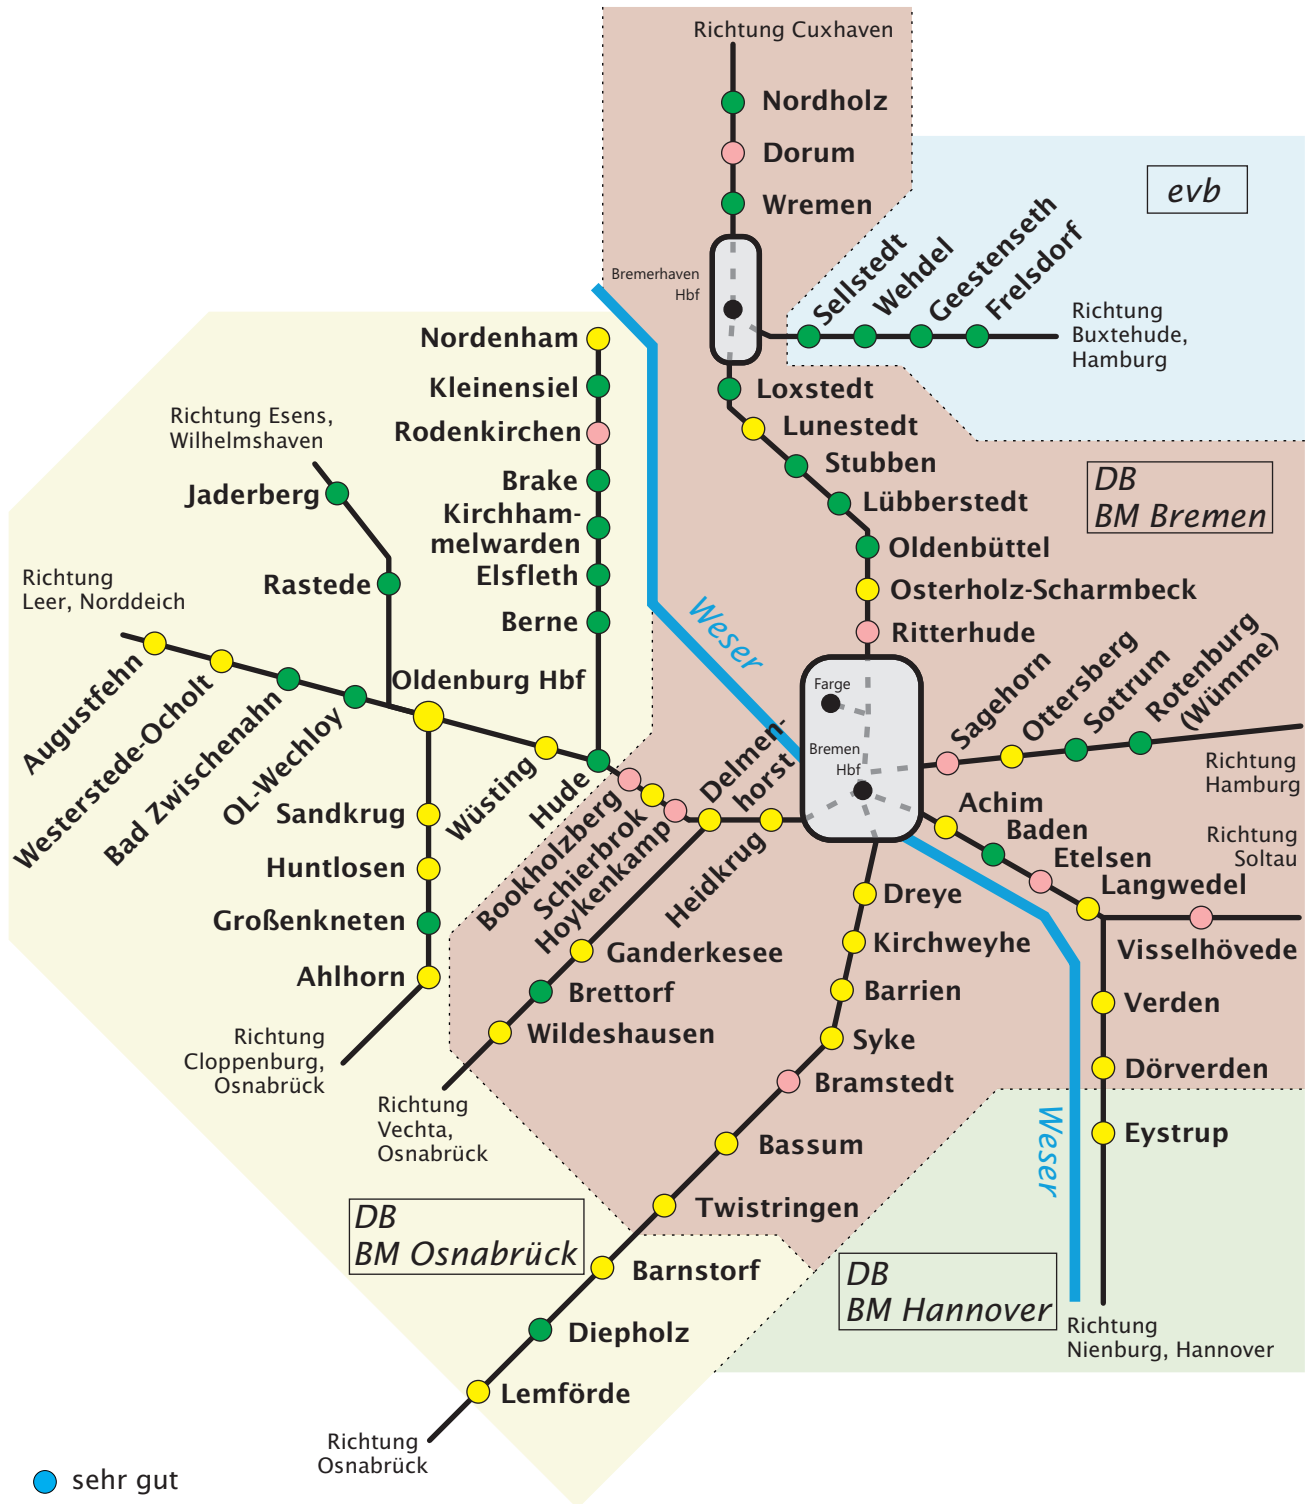 Richtung Cuxhaven
Nordholz
Dorum
Wremen
evb
Bremerhaven
Hbf
Sellstedt
Wehdel
Geestenseth
Frelsdorf
Richtung
Buxtehude,
Hamburg
Nordenham
Kleinensiel
Rodenkirchen
Brake
Kirchham-
melwarden
Elsfleth
Berne
Richtung Esens,
Wilhelmshaven
Jaderberg
Rastede
Richtung
Leer, Norddeich
Loxstedt
Lunestedt
Stubben
Lübberstedt
Oldenbüttel
Osterholz-Scharmbeck
Ritterhude
DB
BM Bremen
Weser
Augustfehn
Westerstede-Ocholt
Bad Zwischenahn
OL-Wechloy
Oldenburg Hbf
Wüsting
Hude
Bookholzberg
Schierbrok
Hoykenkamp
Delmen-
horst
Heidkrug
Farge
Bremen
Hbf
Sagehorn
Ottersberg
Sottrum
Rotenburg
(Wümme)
Richtung
Hamburg
Achim
Baden
Etelsen
Langwedel
Richtung
Soltau
Visselhövede
Verden
Dörverden
Eystrup
Sandkrug
Huntlosen
Großenkneten
Ahlhorn
Richtung
Cloppenburg,
Osnabrück
Ganderkesee
Brettorf
Wildeshausen
Richtung
Vechta,
Osnabrück
Dreye
Kirchweyhe
Barrien
Syke
Bramstedt
Bassum
Twistringen
Barnstorf
Diepholz
Lemförde
Weser
DB
BM Osnabrück
DB
BM Hannover
Richtung
Nienburg, Hannover
Richtung
Osnabrück
sehr gut